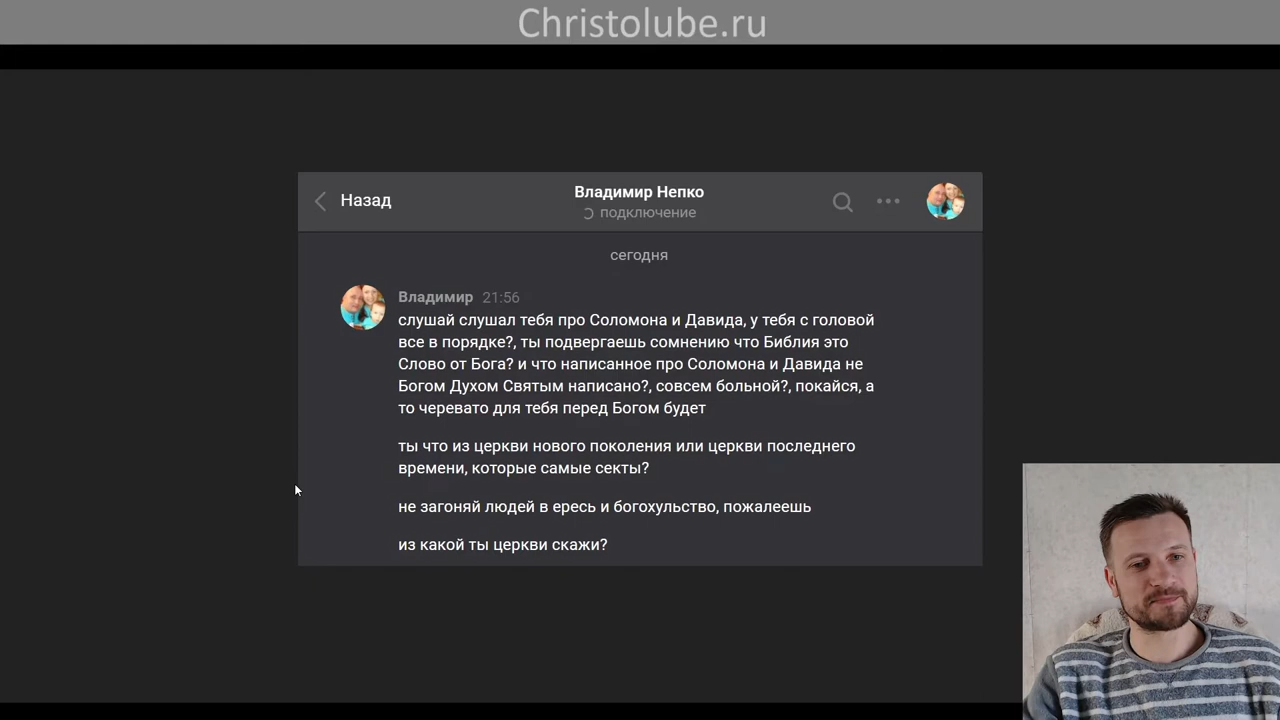 Christolube.ru
Назад
Владимир Непко
подключение
сегодня
Владимир 21:56
слушай слушал тебя про Соломона и Давида, у тебя с головой
все в порядке?, ты подвергаешь сомнению что Библия это
Слово от Бога? и что написанное про Соломона и Давида не
Богом Духом Святым написано?, совсем больной?, покайся, а
то черевато для тебя перед Богом будет
ты что из церкви нового поколения или церкви последнего
времени, которые самые секты?
не загоняй людей в ересь и богохульство, пожалеешь
из какой ты церкви скажи?